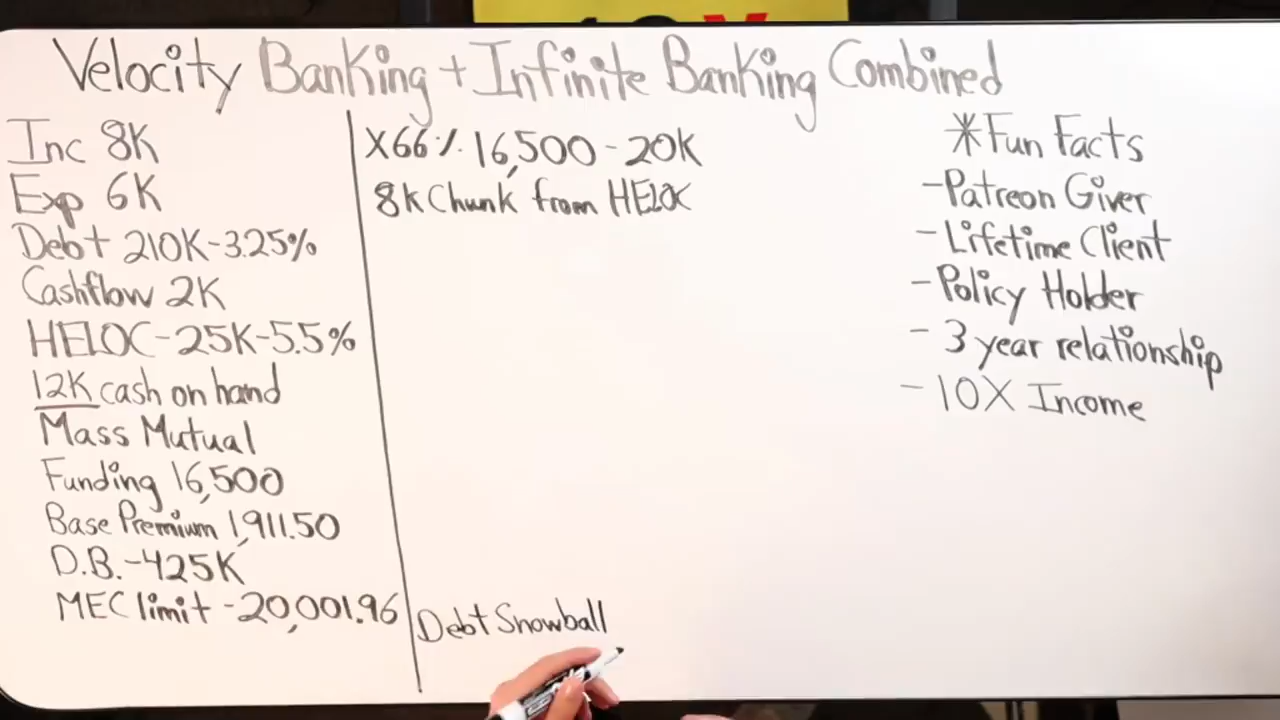 Velocity Banking + Infinite Banking Combined
Inc 8K
Exp 6K
Debt 210K-3.25%
Cashflow 2K
HELOC-25K-5.5%
12K cash on hand
Mass Mutual
Funding 16,500
Base Premium 1,911.50
D.B.-425K
MEC limit -20,001.96
X66% 16,500-20K
8K Chunk from HELOC
Debt Snowball
*Fun Facts
-Patreon Giver
-Lifetime Client
-Policy Holder
-3 year relationship
-10X Income